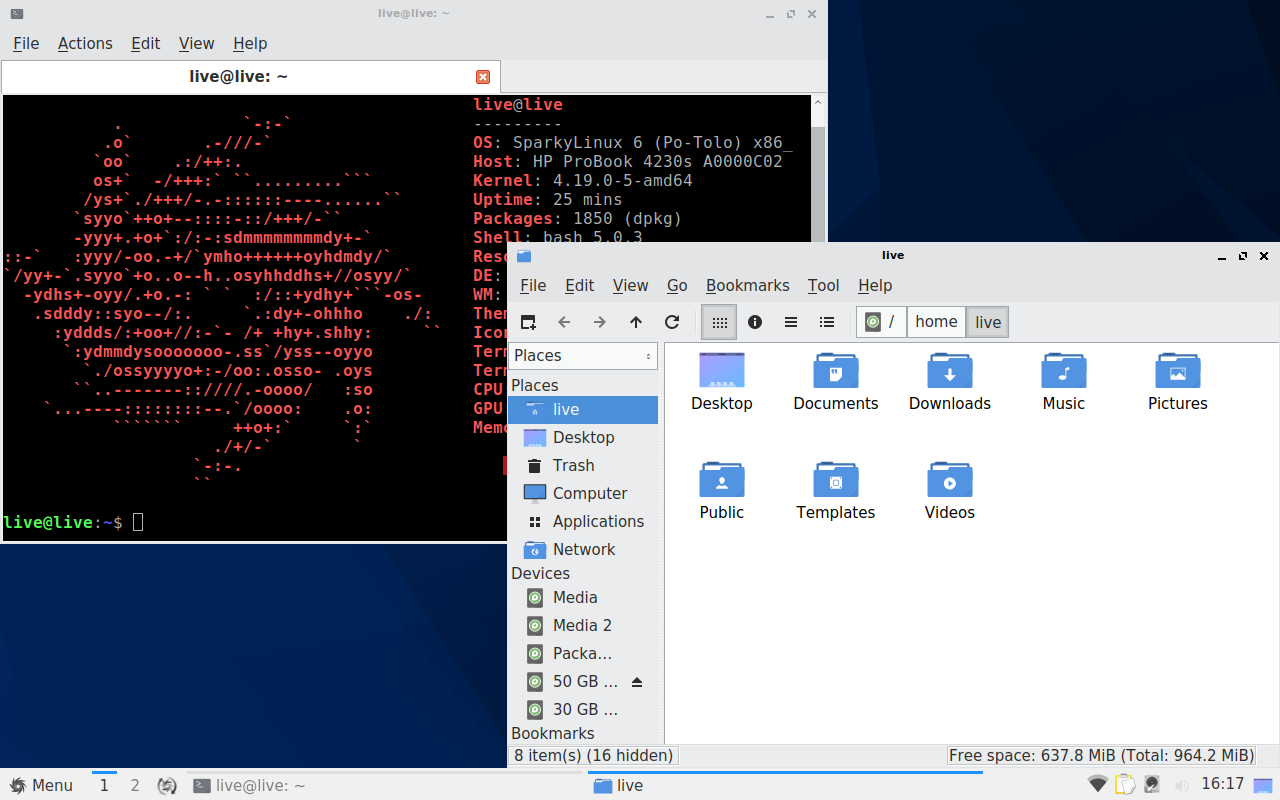 live@live: ~
File Actions Edit View Help
live@live: ~
live@live
---------
OS: SparkyLinux 6 (Po-Tolo) x86_
Host: HP ProBook 4230s A0000C02
Kernel: 4.19.0-5-amd64
Uptime: 25 mins
Packages: 1850 (dpkg)
Shell: bash 5.0.3
Reso
DE:
WM:
Them
Icon
Term
Term
CPU
GPU
Memo
live@live:~$
live
File Edit View Go Bookmarks Tool Help
/ home live
Places
Places
live
Desktop
Trash
Computer
Applications
Network
Devices
Media
Media 2
Packa...
50 GB ...
30 GB ...
Bookmarks
Desktop Documents Downloads Music Pictures
Public Templates Videos
8 item(s) (16 hidden) Free space: 637.8 MiB (Total: 964.2 MiB)
Menu 1 2 live@live: ~ live 16:17